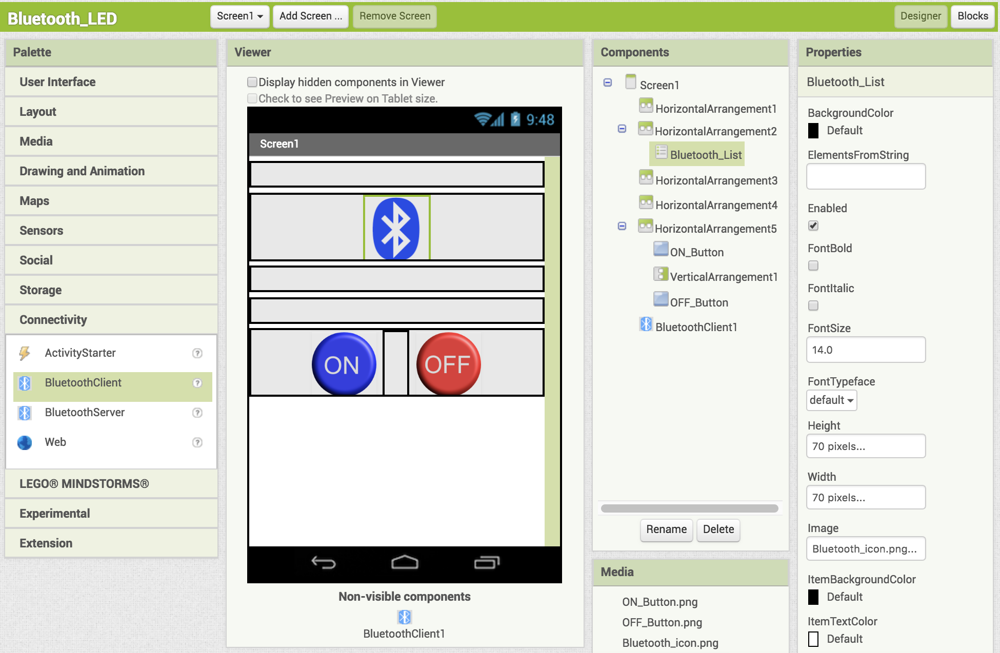 Bluetooth_LED
Screen1
Add Screen ...
Remove Screen
Designer
Blocks
Palette
User Interface
Layout
Media
Drawing and Animation
Maps
Sensors
Social
Storage
Connectivity
ActivityStarter ?
BluetoothClient ?
BluetoothServer ?
Web ?
LEGO® MINDSTORMS®
Experimental
Extension
Viewer
Display hidden components in Viewer
Check to see Preview on Tablet size.
9:48
Screen1
ON
OFF
Non-visible components
BluetoothClient1
Components
Screen1
HorizontalArrangement1
HorizontalArrangement2
Bluetooth_List
HorizontalArrangement3
HorizontalArrangement4
HorizontalArrangement5
ON_Button
VerticalArrangement1
OFF_Button
BluetoothClient1
Rename
Delete
Media
ON_Button.png
OFF_Button.png
Bluetooth_icon.png
Properties
Bluetooth_List
BackgroundColor
Default
ElementsFromString
Enabled
FontBold
FontItalic
FontSize
14.0
FontTypeface
default
Height
70 pixels...
Width
70 pixels...
Image
Bluetooth_icon.png...
ItemBackgroundColor
Default
ItemTextColor
Default